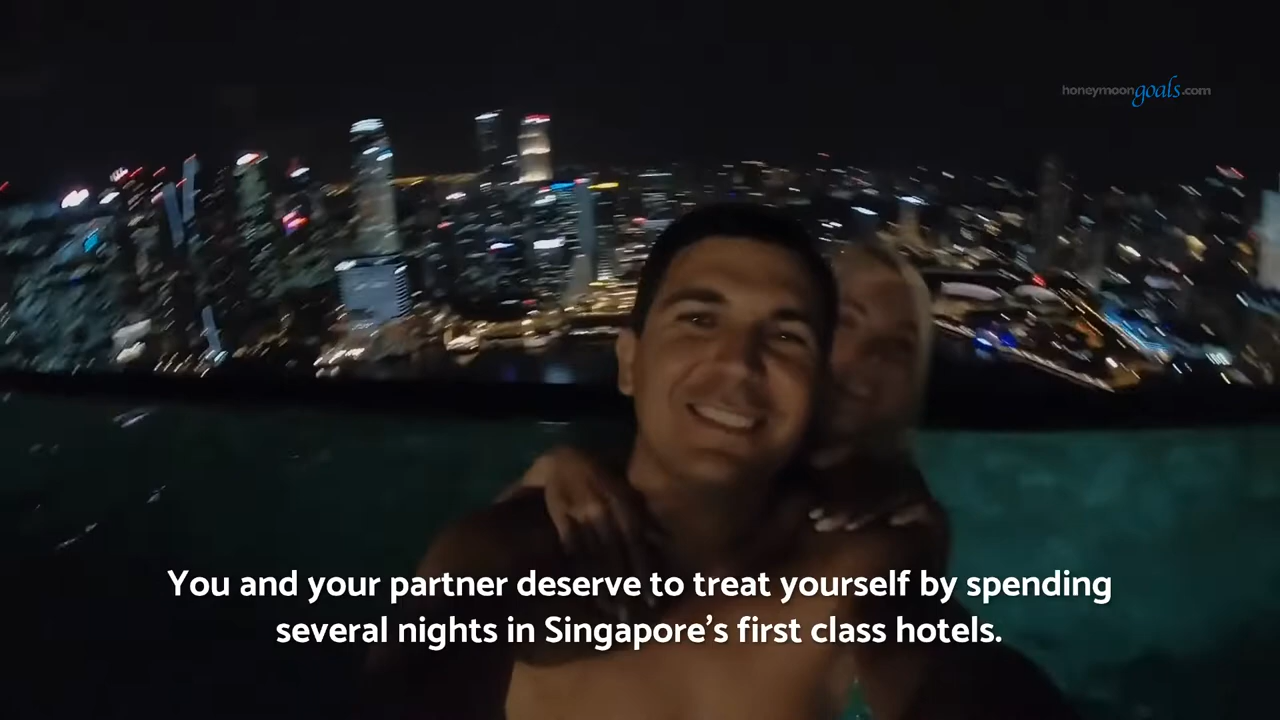 honeymoongoals.com
You and your partner deserve to treat yourself by spending
several nights in Singapore's first class hotels.